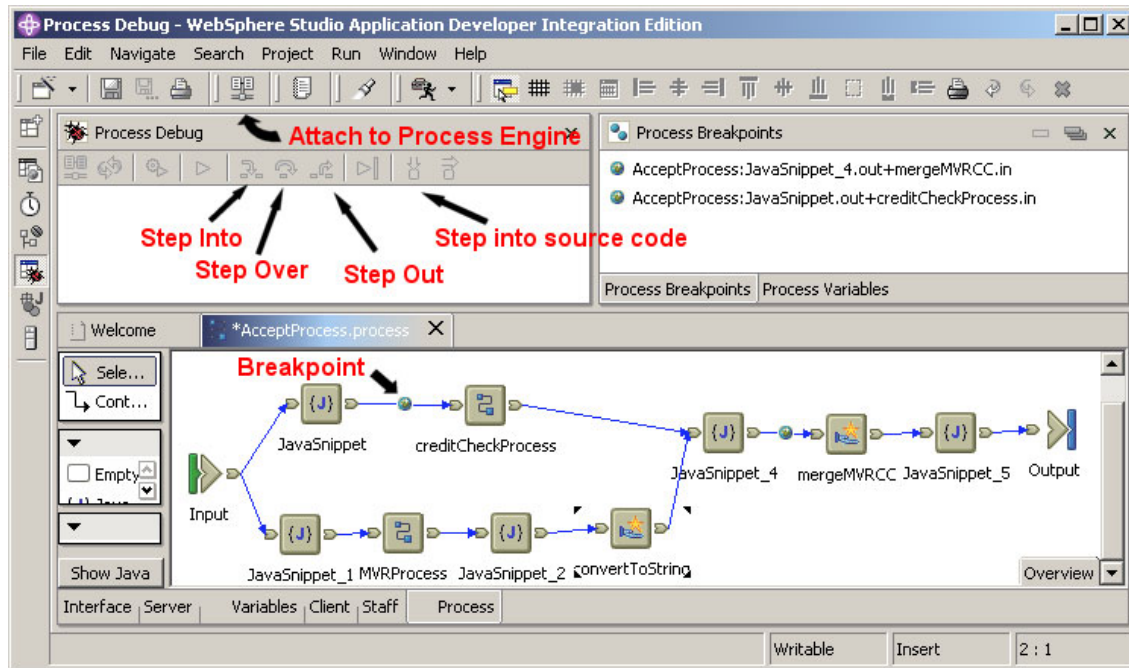 Process Debug - WebSphere Studio Application Developer Integration Edition
File Edit Navigate Search Project Run Window Help
Process Debug
Attach to Process Engine
Step Into
Step Over
Step Out
Step into source code
Process Breakpoints
AcceptProcess:JavaSnippet_4.out+mergeMVRCC.in
AcceptProcess:JavaSnippet.out+creditCheckProcess.in
Process Breakpoints Process Variables
Welcome *AcceptProcess.process
Sele...
Cont...
Empty
Show Java
Breakpoint
{J} {J} {J}
JavaSnippet creditCheckProcess JavaSnippet_4 mergeMVRCC JavaSnippet_5 Output
Input
{J} {J}
JavaSnippet_1 MVRProcess JavaSnippet_2 convertToString
Overview
Interface Server Variables Client Staff Process
Writable Insert 2 : 1